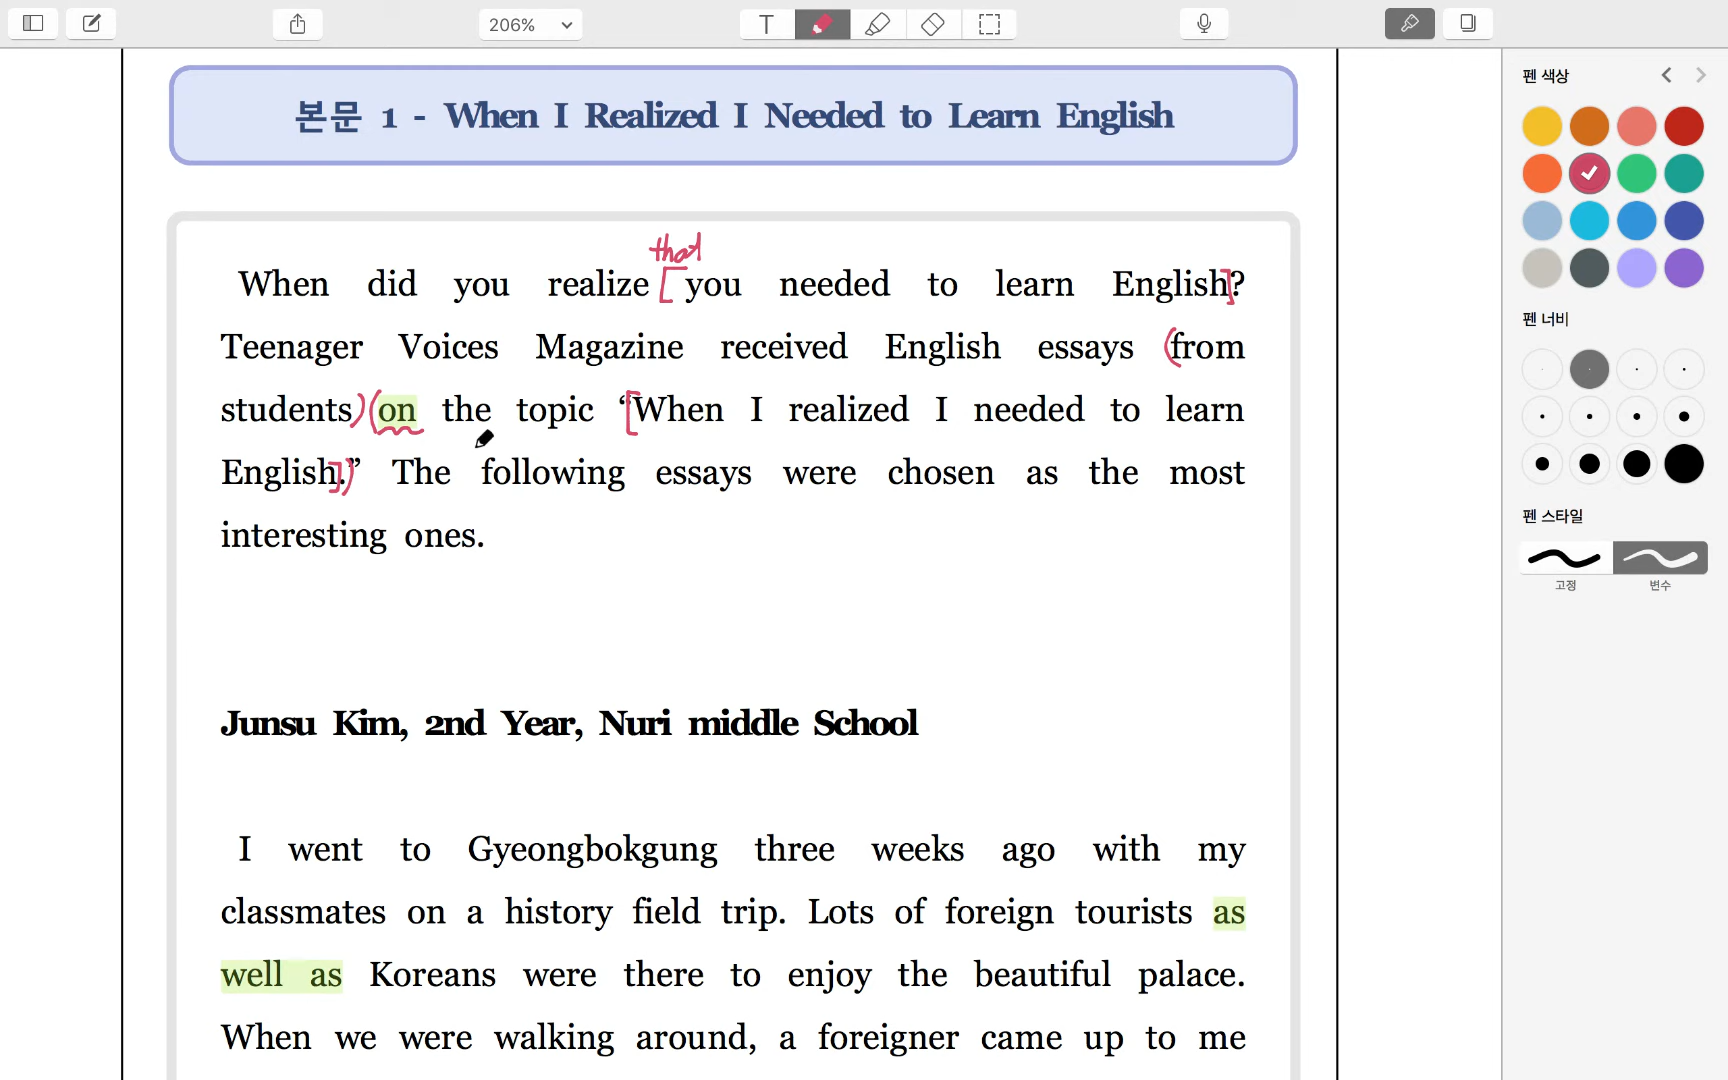 206%
T
펜 색상
펜 너비
펜 스타일
고정
변수
본문 1 - When I Realized I Needed to Learn English
that
When did you realize [you needed to learn English]?
Teenager Voices Magazine received English essays (from
students) (on the topic “[When I realized I needed to learn
English].)” The following essays were chosen as the most
interesting ones.
Junsu Kim, 2nd Year, Nuri middle School
I went to Gyeongbokgung three weeks ago with my
classmates on a history field trip. Lots of foreign tourists as
well as Koreans were there to enjoy the beautiful palace.
When we were walking around, a foreigner came up to me